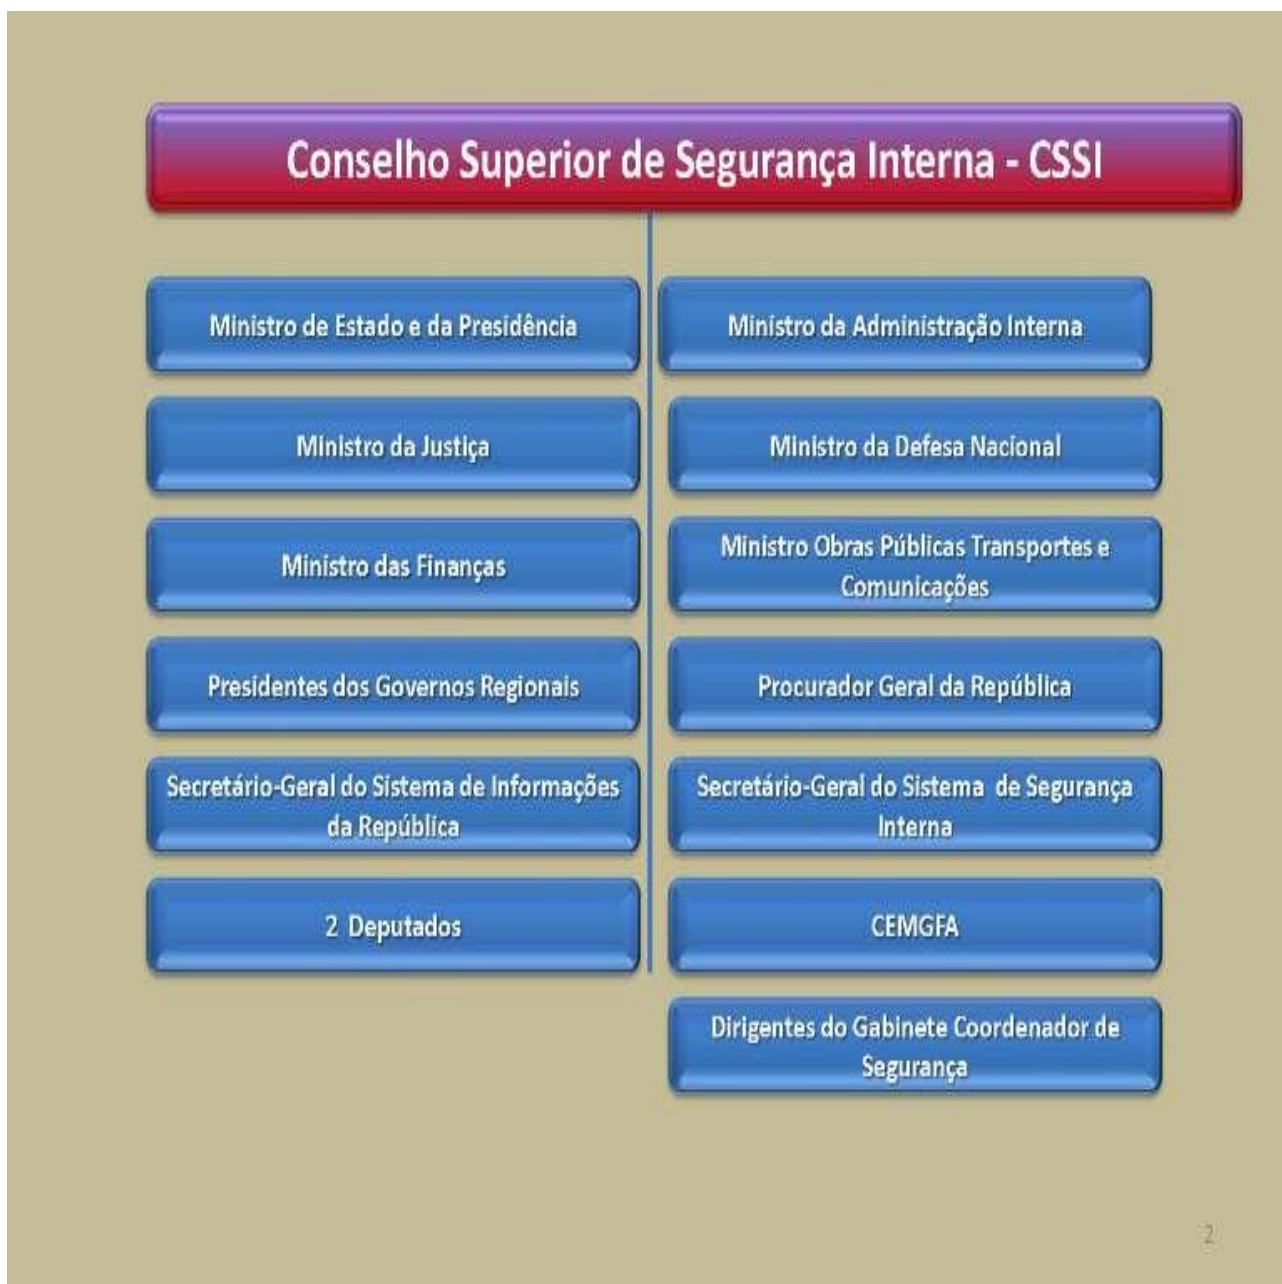 Conselho Superior de Segurança Interna - CSSI
Ministro de Estado e da Presidência
Ministro da Administração Interna
Ministro da Justiça
Ministro da Defesa Nacional
Ministro das Finanças
Ministro Obras Públicas Transportes e
Comunicações
Presidentes dos Governos Regionais
Procurador Geral da República
Secretário-Geral do Sistema de Informações
da República
Secretário-Geral do Sistema de Segurança
Interna
2 Deputados
CEMGFA
Dirigentes do Gabinete Coordenador de
Segurança
2